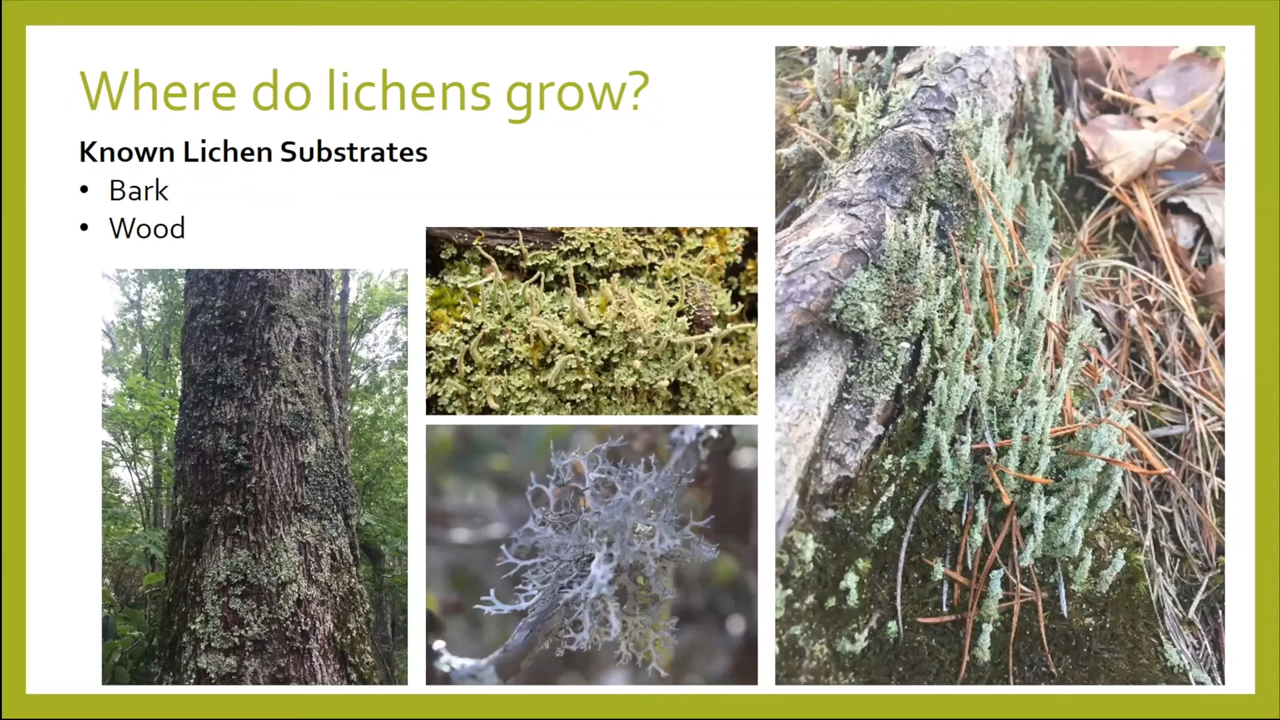 Where do lichens grow?
Known Lichen Substrates
• Bark
• Wood